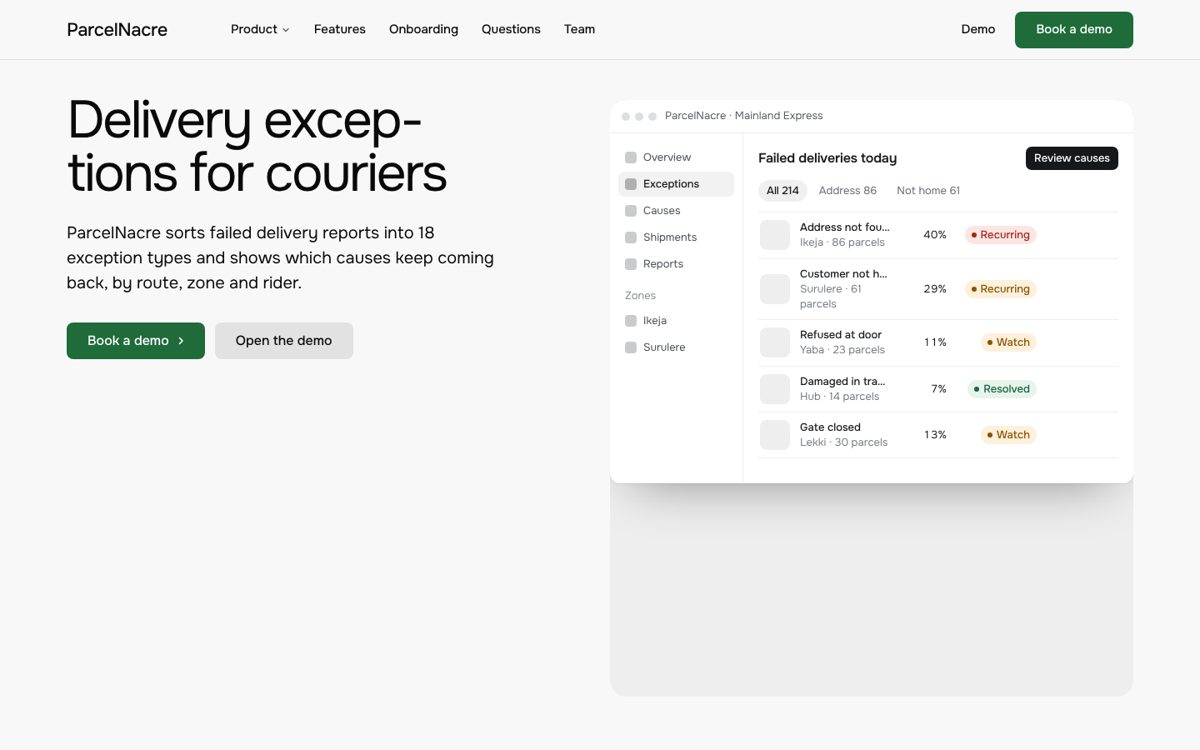 ParcelNacre
Product
Features
Onboarding
Questions
Team
Demo
Book a demo
Delivery excep-
tions for couriers
ParcelNacre sorts failed delivery reports into 18
exception types and shows which causes keep coming
back, by route, zone and rider.
Book a demo
Open the demo
ParcelNacre · Mainland Express
Overview
Exceptions
Causes
Shipments
Reports
Zones
Ikeja
Surulere
Failed deliveries today
Review causes
All 214
Address 86
Not home 61
Address not fou...
Ikeja · 86 parcels
40%
Recurring
Customer not h...
Surulere · 61
parcels
29%
Recurring
Refused at door
Yaba · 23 parcels
11%
Watch
Damaged in tra...
Hub · 14 parcels
7%
Resolved
Gate closed
Lekki · 30 parcels
13%
Watch